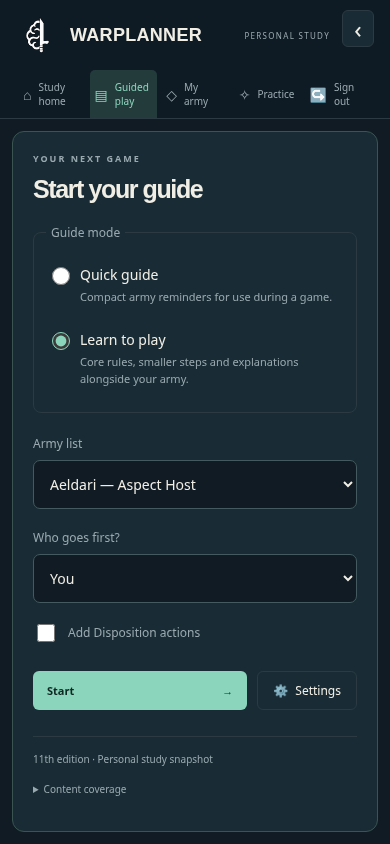 WARPLANNER
PERSONAL STUDY
Study
home
Guided
play
My
army
Practice
Sign
out
YOUR NEXT GAME
Start your guide
Guide mode
Quick guide
Compact army reminders for use during a game.
Learn to play
Core rules, smaller steps and explanations
alongside your army.
Army list
Aeldari — Aspect Host
Who goes first?
You
Add Disposition actions
Start →
Settings
11th edition · Personal study snapshot
Content coverage